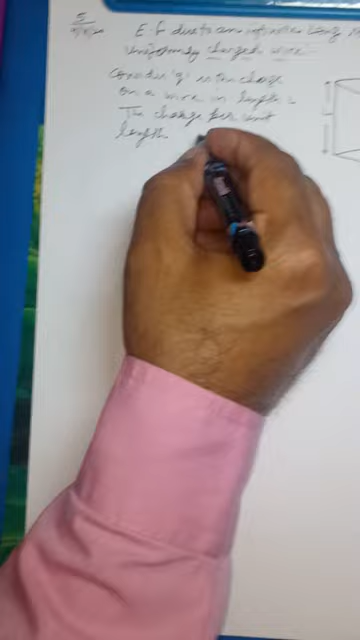 5
E.f due to an infinitely long
uniformly charged wire.
Consider 'q' is the charge
on a wire in length L
The charge per unit
length